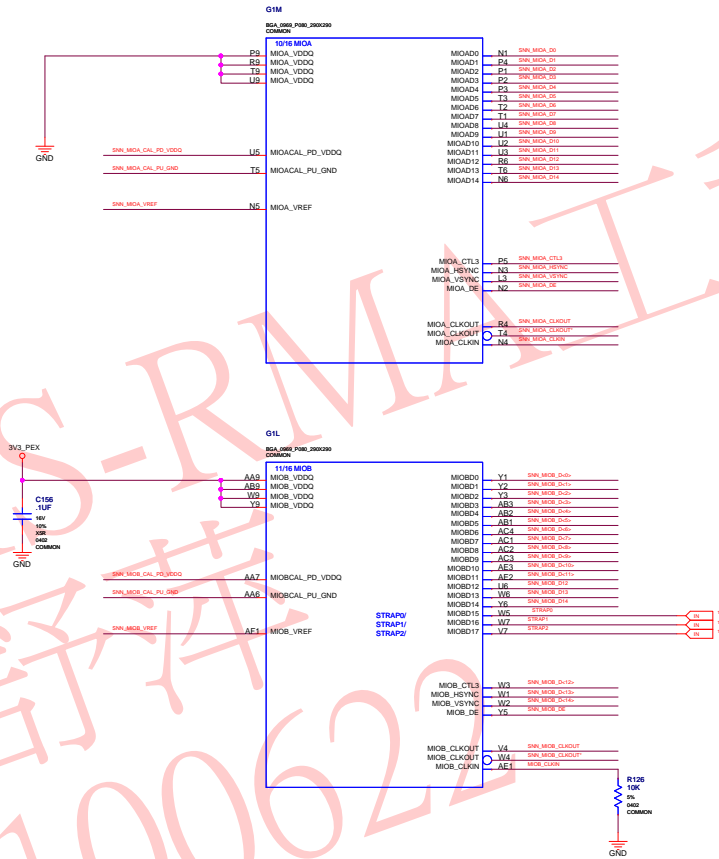 G1M
BGA_0969_P080_290X290
COMMON
10/16 MIOA
P9 MIOA_VDDQ
R9 MIOA_VDDQ
T9 MIOA_VDDQ
U9 MIOA_VDDQ
GND
SNN_MIOA_CAL_PD_VDDQ U5 MIOACAL_PD_VDDQ
SNN_MIOA_CAL_PU_GND T5 MIOACAL_PU_GND
SNN_MIOA_VREF N5 MIOA_VREF
MIOAD0 N1 SNN_MIOA_D0
MIOAD1 P4 SNN_MIOA_D1
MIOAD2 P1 SNN_MIOA_D2
MIOAD3 P2 SNN_MIOA_D3
MIOAD4 P3 SNN_MIOA_D4
MIOAD5 T3 SNN_MIOA_D5
MIOAD6 T2 SNN_MIOA_D6
MIOAD7 T1 SNN_MIOA_D7
MIOAD8 U4 SNN_MIOA_D8
MIOAD9 U1 SNN_MIOA_D9
MIOAD10 U2 SNN_MIOA_D10
MIOAD11 U3 SNN_MIOA_D11
MIOAD12 R6 SNN_MIOA_D12
MIOAD13 T6 SNN_MIOA_D13
MIOAD14 N6 SNN_MIOA_D14
MIOA_CTL3 P5 SNN_MIOA_CTL3
MIOA_HSYNC N3 SNN_MIOA_HSYNC
MIOA_VSYNC L3 SNN_MIOA_VSYNC
MIOA_DE N2 SNN_MIOA_DE
MIOA_CLKOUT R4 SNN_MIOA_CLKOUT
MIOA_CLKOUT T4 SNN_MIOA_CLKOUT*
MIOA_CLKIN N4 SNN_MIOA_CLKIN
G1L
BGA_0969_P080_290X290
COMMON
11/16 MIOB
3V3_PEX
AA9 MIOB_VDDQ
AB9 MIOB_VDDQ
W9 MIOB_VDDQ
Y9 MIOB_VDDQ
C156
.1UF
16V
10%
X5R
0402
COMMON
GND
SNN_MIOB_CAL_PD_VDDQ AA7 MIOBCAL_PD_VDDQ
SNN_MIOB_CAL_PU_GND AA6 MIOBCAL_PU_GND
SNN_MIOB_VREF AF1 MIOB_VREF
MIOBD0 Y1 SNN_MIOB_D<0>
MIOBD1 Y2 SNN_MIOB_D<1>
MIOBD2 Y3 SNN_MIOB_D<2>
MIOBD3 AB3 SNN_MIOB_D<3>
MIOBD4 AB2 SNN_MIOB_D<4>
MIOBD5 AB1 SNN_MIOB_D<5>
MIOBD6 AC4 SNN_MIOB_D<6>
MIOBD7 AC1 SNN_MIOB_D<7>
MIOBD8 AC2 SNN_MIOB_D<8>
MIOBD9 AC3 SNN_MIOB_D<9>
MIOBD10 AE3 SNN_MIOB_D<10>
MIOBD11 AE2 SNN_MIOB_D<11>
MIOBD12 U6 SNN_MIOB_D12
MIOBD13 W6 SNN_MIOB_D13
MIOBD14 Y6 SNN_MIOB_D14
STRAP0/ MIOBD15 W5 STRAP0 IN
STRAP1/ MIOBD16 W7 STRAP1 IN
STRAP2/ MIOBD17 V7 STRAP2 IN
MIOB_CTL3 W3 SNN_MIOB_D<12>
MIOB_HSYNC W1 SNN_MIOB_D<13>
MIOB_VSYNC W2 SNN_MIOB_D<14>
MIOB_DE Y5 SNN_MIOB_DE
MIOB_CLKOUT V4 SNN_MIOB_CLKOUT
MIOB_CLKOUT W4 SNN_MIOB_CLKOUT*
MIOB_CLKIN AE1 MIOB_CLKIN
R126
10K
5%
0402
COMMON
GND
S-RMA工
舒萍
100622